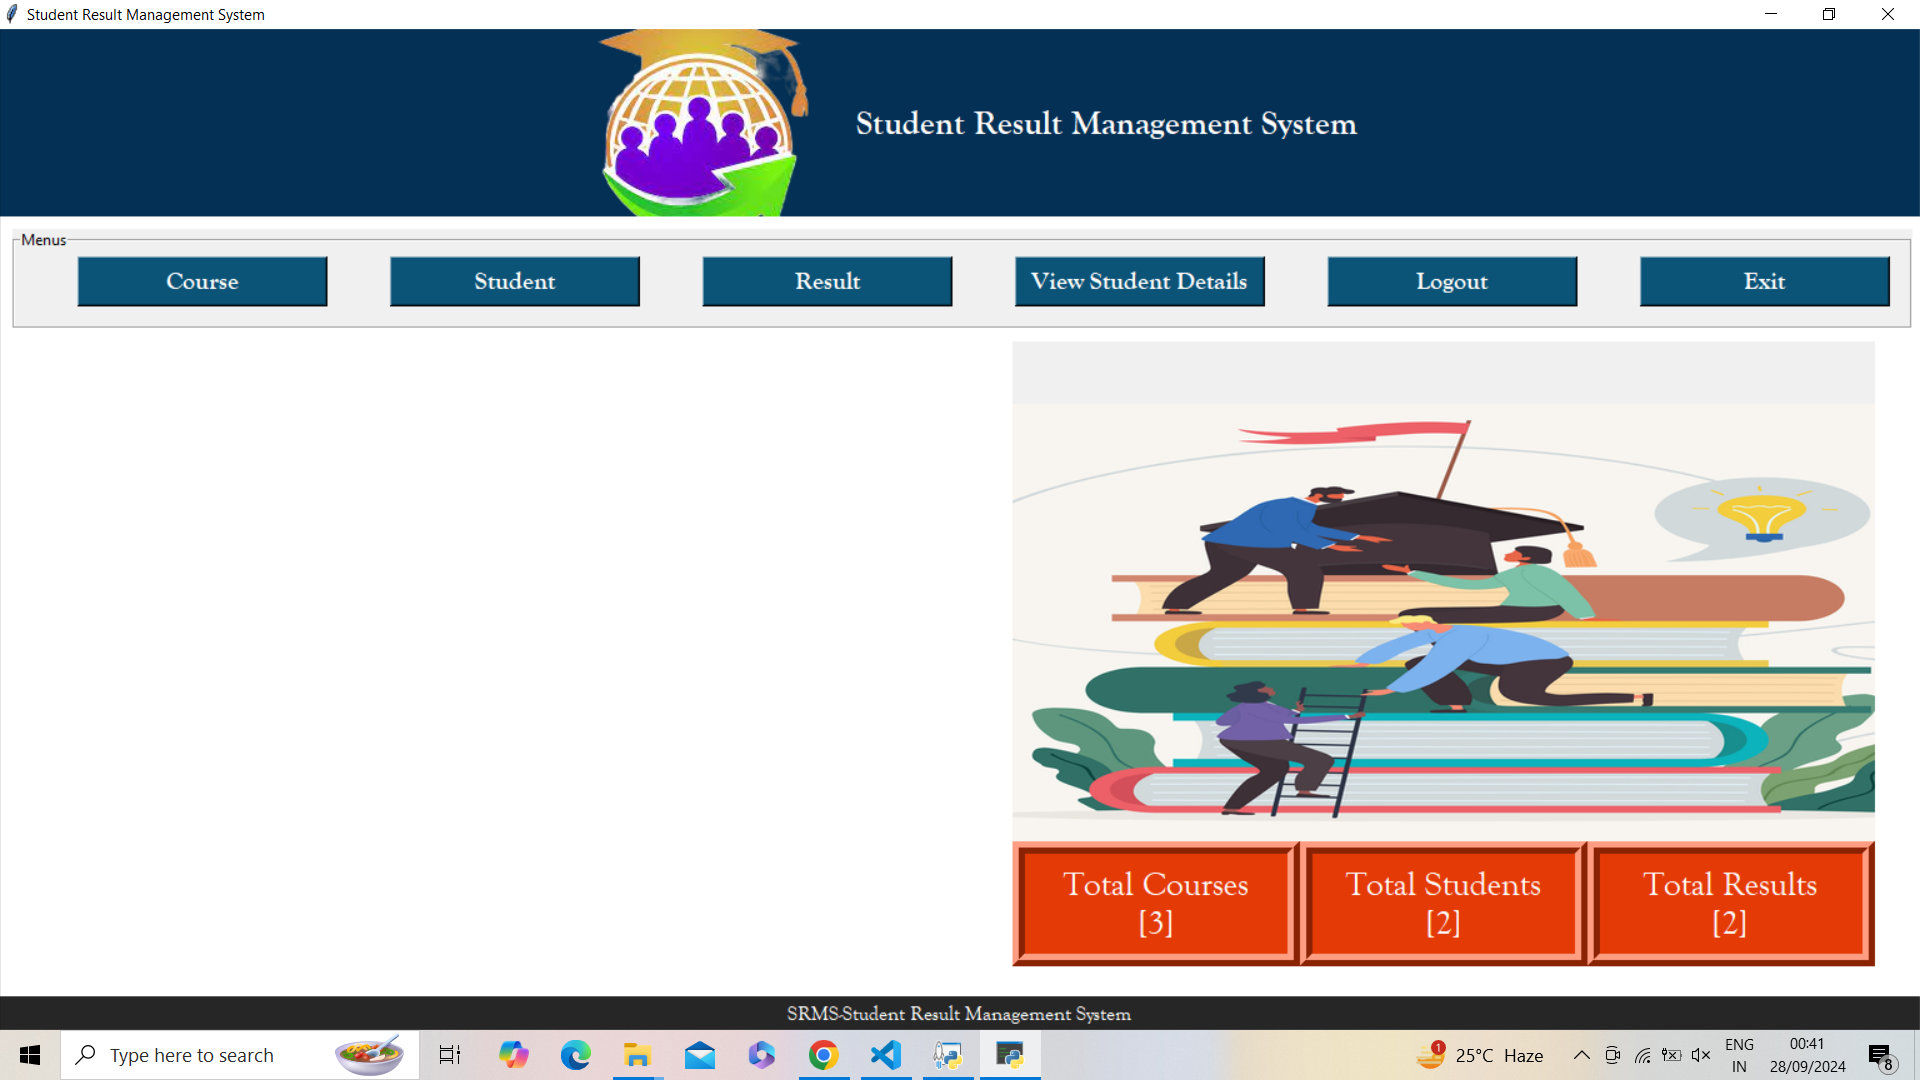 Student Result Management System
Student Result Management System
Menus
Course
Student
Result
View Student Details
Logout
Exit
Total Courses
[3]
Total Students
[2]
Total Results
[2]
SRMS-Student Result Management System
Type here to search
1
25°C Haze
ENG
IN
00:41
28/09/2024
8